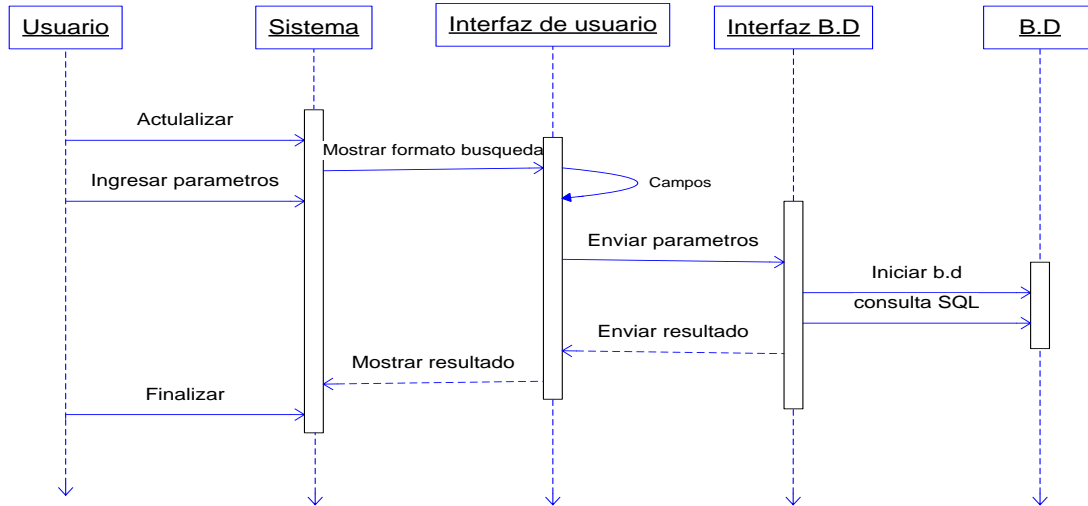 Usuario
Sistema
Interfaz de usuario
Interfaz B.D
B.D
Actulalizar
Mostrar formato busqueda
Ingresar parametros
Campos
Enviar parametros
Iniciar b.d
consulta SQL
Enviar resultado
Mostrar resultado
Finalizar